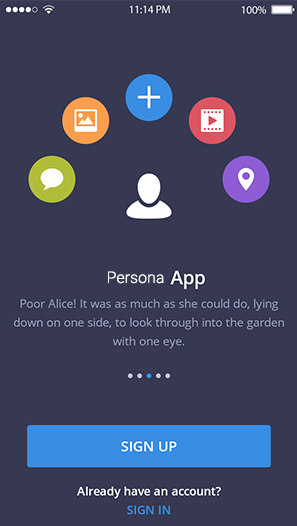 11:14 PM 100%
Persona App
Poor Alice! It was as much as she could do, lying
down on one side, to look through into the garden
with one eye.
SIGN UP
Already have an account?
SIGN IN